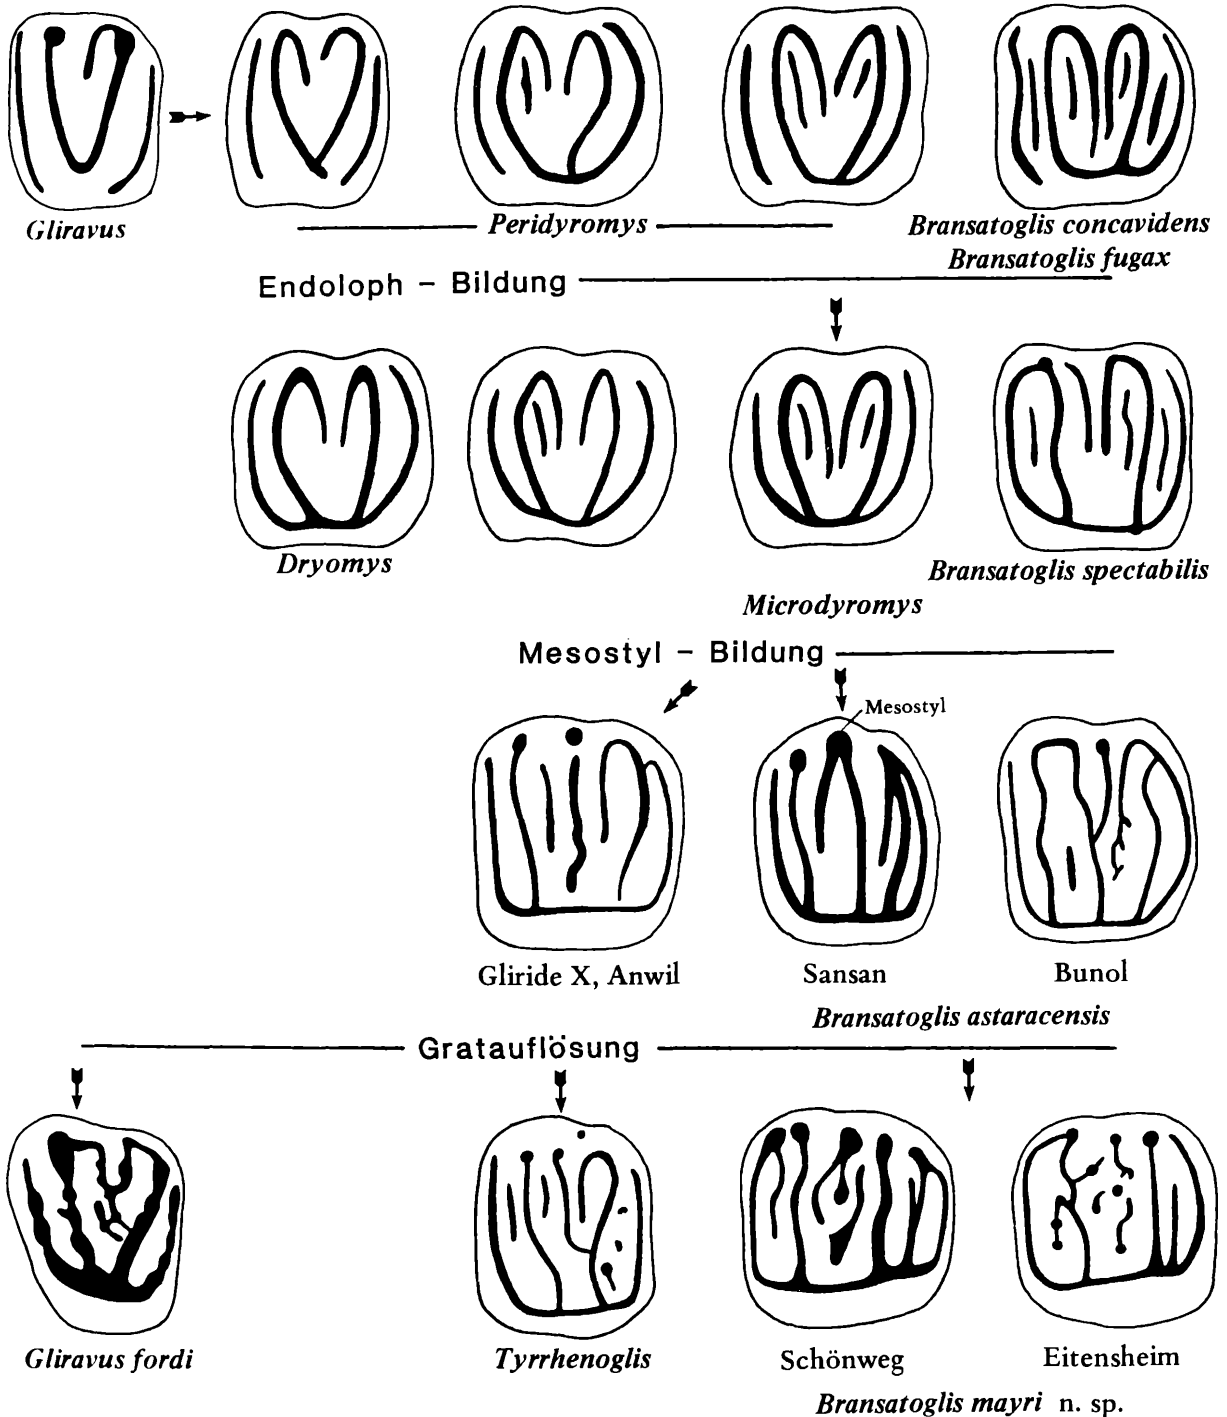 Gliravus
Peridyromys
Bransatoglis concavidens
Bransatoglis fugax
Endoloph – Bildung
Dryomys
Bransatoglis spectabilis
Microdyromys
Mesostyl – Bildung
Mesostyl
Gliride X, Anwil
Sansan
Bunol
Bransatoglis astaracensis
Gratauflösung
Gliravus fordi
Tyrrhenoglis
Schönweg
Eitensheim
Bransatoglis mayri n. sp.